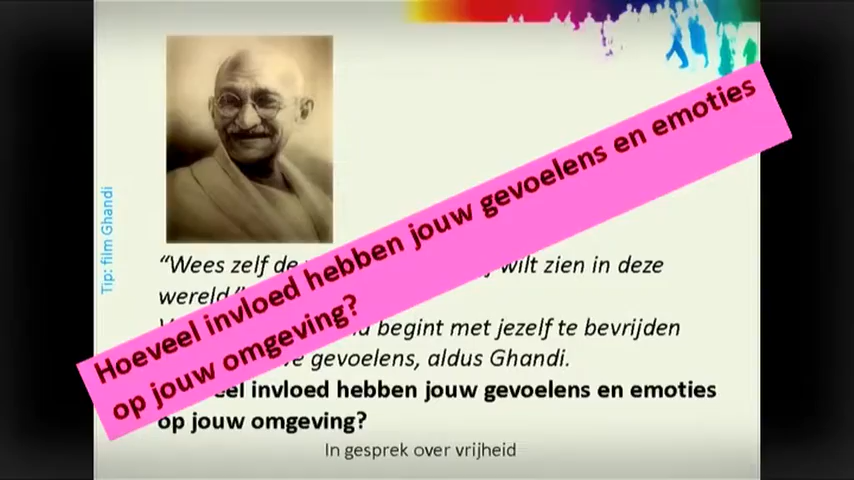 Tip: film Ghandi
Hoeveel invloed hebben jouw gevoelens en emoties
op jouw omgeving?
“Wees zelf de wilt zien in deze
wereld”
begint met jezelf te bevrijden
gevoelens, aldus Ghandi.
invloed hebben jouw gevoelens en emoties
op jouw omgeving?
In gesprek over vrijheid